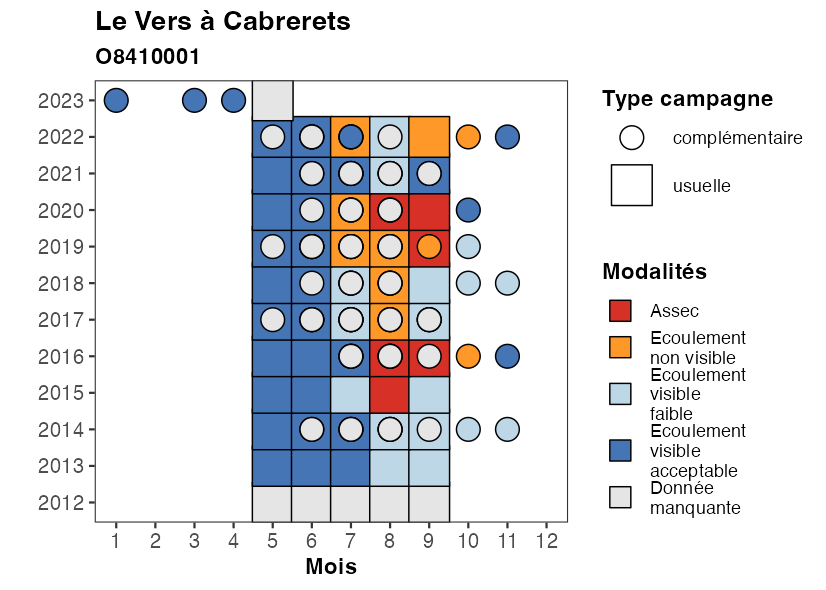 Le Vers à Cabrerets
O8410001
2023
2022
2021
2020
2019
2018
2017
2016
2015
2014
2013
2012
1 2 3 4 5 6 7 8 9 10 11 12
Mois
Type campagne
complémentaire
usuelle
Modalités
Assec
Ecoulement
non visible
Ecoulement
visible
faible
Ecoulement
visible
acceptable
Donnée
manquante